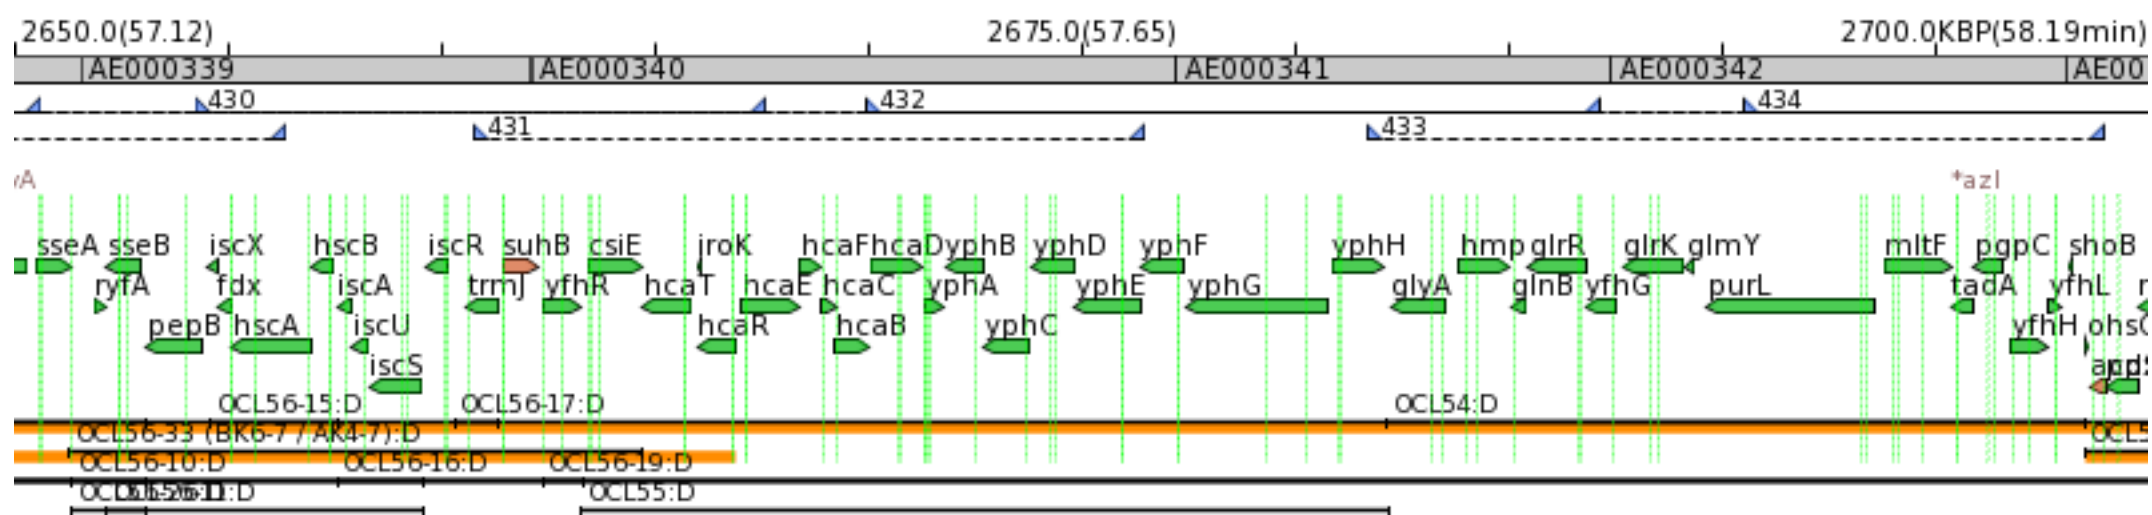 2650.0(57.12) 2675.0(57.65) 2700.0KBP(58.19min)
AE000339 AE000340 AE000341 AE000342 AE00
430 432 434
431 433
*azl
sseA sseB iscX hscB iscR suhB csiE iroK hcaF hcaD yphB yphD yphF yphH hmp glrR glrK glmY mltF pgpC shoB
ryfA fdx iscA trmJ yfhR hcaT hcaE hcaC yphA yphE yphG glyA glnB yfhG purL tadA yfhL
pepB hscA iscU hcaR hcaB yphC yfhH ohsC
iscS
OCL56-15:D OCL56-17:D OCL54:D
OCL56-33 (BK6-7 / AK4-7):D OCL5
OCL56-10:D OCL56-16:D OCL56-19:D
OCL55:D